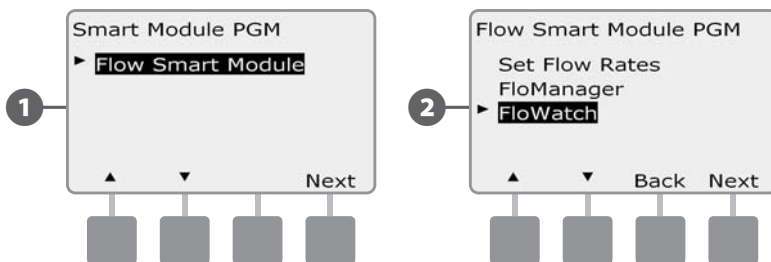 Smart Module PGM
► Flow Smart Module
1
▲ ▼ Next
Flow Smart Module PGM
Set Flow Rates
FloManager
2
► FloWatch
▲ ▼ Back Next